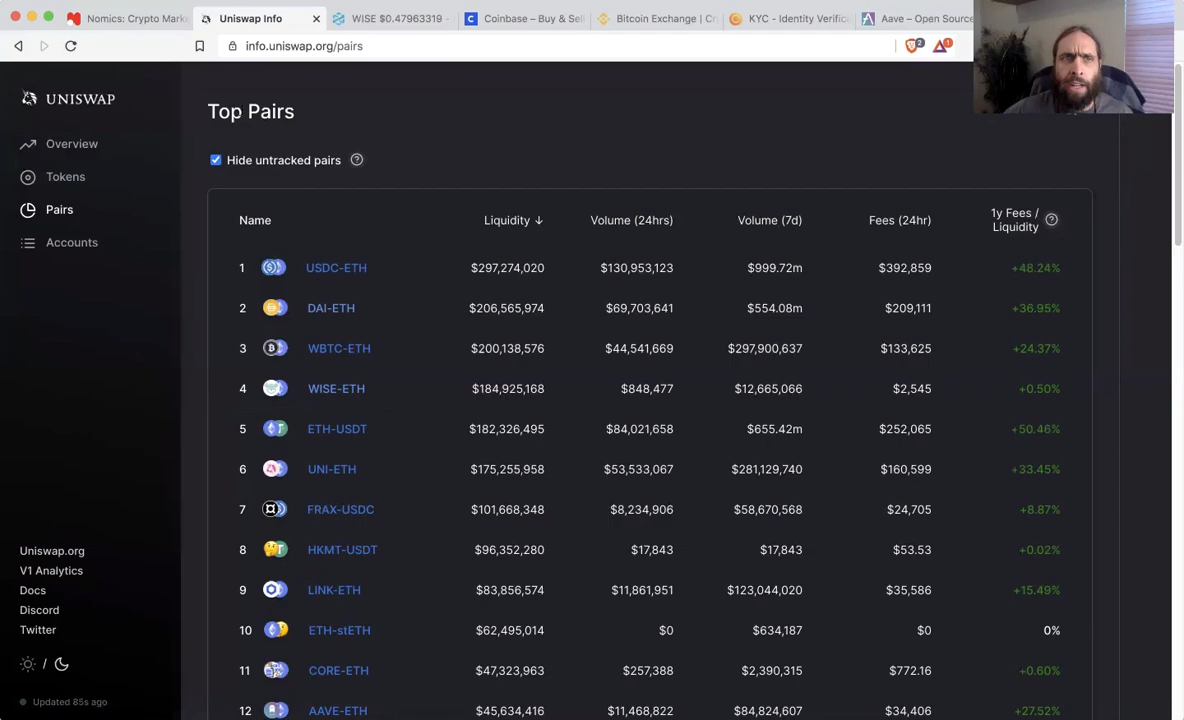 Nomics: Crypto Mark
Uniswap Info
WISE $0.47963319 -
Coinbase – Buy & Sel
Bitcoin Exchange | C
KYC - Identity Verific
Aave – Open Source
info.uniswap.org/pairs
2
1
UNISWAP
Overview
Tokens
Pairs
Accounts
Top Pairs
Hide untracked pairs ?
Name Liquidity ↓ Volume (24hrs) Volume (7d) Fees (24hr) 1y Fees /
Liquidity ?
1 USDC-ETH $297,274,020 $130,953,123 $999.72m $392,859 +48.24%
2 DAI-ETH $206,565,974 $69,703,641 $554.08m $209,111 +36.95%
3 WBTC-ETH $200,138,576 $44,541,669 $297,900,637 $133,625 +24.37%
4 WISE-ETH $184,925,168 $848,477 $12,665,066 $2,545 +0.50%
5 ETH-USDT $182,326,495 $84,021,658 $655.42m $252,065 +50.46%
6 UNI-ETH $175,255,958 $53,533,067 $281,129,740 $160,599 +33.45%
7 FRAX-USDC $101,668,348 $8,234,906 $58,670,568 $24,705 +8.87%
8 HKMT-USDT $96,352,280 $17,843 $17,843 $53.53 +0.02%
9 LINK-ETH $83,856,574 $11,861,951 $123,044,020 $35,586 +15.49%
10 ETH-stETH $62,495,014 $0 $634,187 $0 0%
11 CORE-ETH $47,323,963 $257,388 $2,390,315 $772.16 +0.60%
12 AAVE-ETH $45,634,416 $11,468,822 $84,824,607 $34,406 +27.52%
Uniswap.org
V1 Analytics
Docs
Discord
Twitter
/
Updated 85s ago